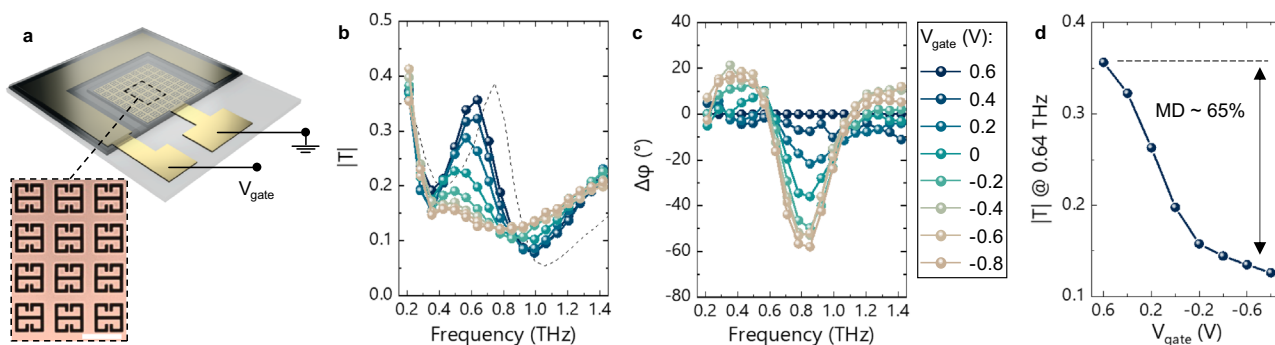 a
V_gate
b
|T|
0.5
0.4
0.3
0.2
0.1
0.0
0.2 0.4 0.6 0.8 1.0 1.2 1.4
Frequency (THz)
c
Δφ (°)
40
20
0
-20
-40
-60
-80
0.2 0.4 0.6 0.8 1.0 1.2 1.4
Frequency (THz)
V_gate (V):
0.6
0.4
0.2
0
-0.2
-0.4
-0.6
-0.8
d
|T| @ 0.64 THz
0.4
0.3
0.2
0.1
MD ~ 65%
0.6 0.2 -0.2 -0.6
V_gate (V)